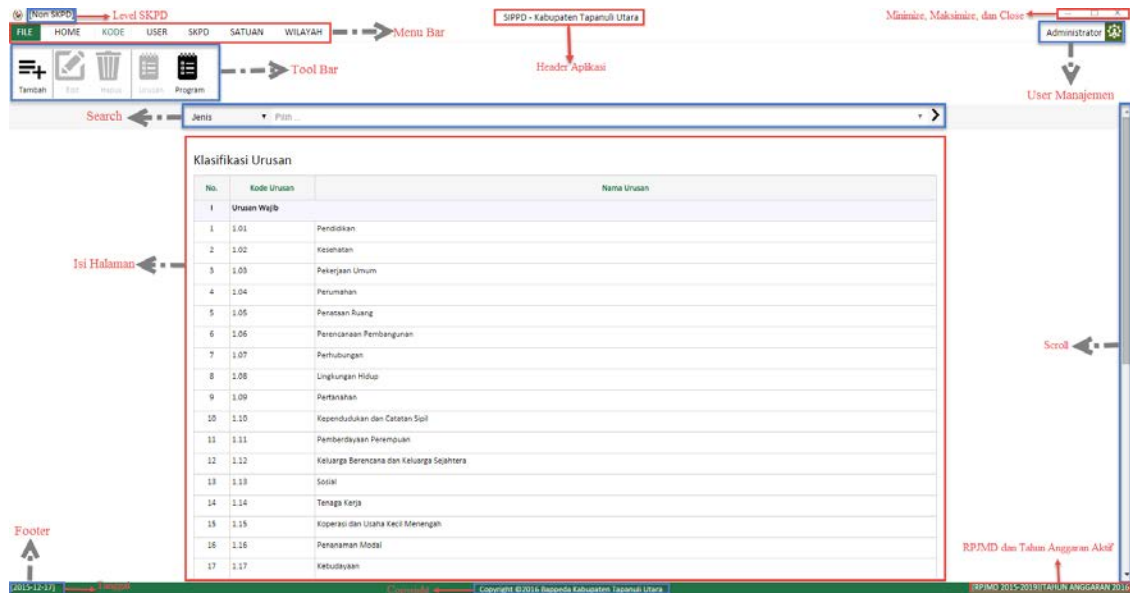 [Non SKPD]
Level SKPD
SIPPD - Kabupaten Tapanuli Utara
Minimize, Maksimize, dan Close
FILE HOME KODE USER SKPD SATUAN WILAYAH
Menu Bar
Administrator
Tambah Edit Hapus Urusan Program
Tool Bar
Header Aplikasi
User Manajemen
Search
Jenis
Pilih ...
Klasifikasi Urusan
No. Kode Urusan Nama Urusan
I Urusan Wajib
1 1.01 Pendidikan
2 1.02 Kesehatan
3 1.03 Pekerjaan Umum
4 1.04 Perumahan
5 1.05 Penataan Ruang
6 1.06 Perencanaan Pembangunan
7 1.07 Perhubungan
8 1.08 Lingkungan Hidup
9 1.09 Pertanahan
10 1.10 Kependudukan dan Catatan Sipil
11 1.11 Pemberdayaan Perempuan
12 1.12 Keluarga Berencana dan Keluarga Sejahtera
13 1.13 Sosial
14 1.14 Tenaga Kerja
15 1.15 Koperasi dan Usaha Kecil Menengah
16 1.16 Penanaman Modal
17 1.17 Kebudayaan
Isi Halaman
Scroll
Footer
RPJMD dan Tahun Anggaran Aktif
[2015-12-17]
Tanggal
Copyright
Copyright ©2016 Bappeda Kabupaten Tapanuli Utara
[RPJMD 2015-2019][TAHUN ANGGARAN 2016